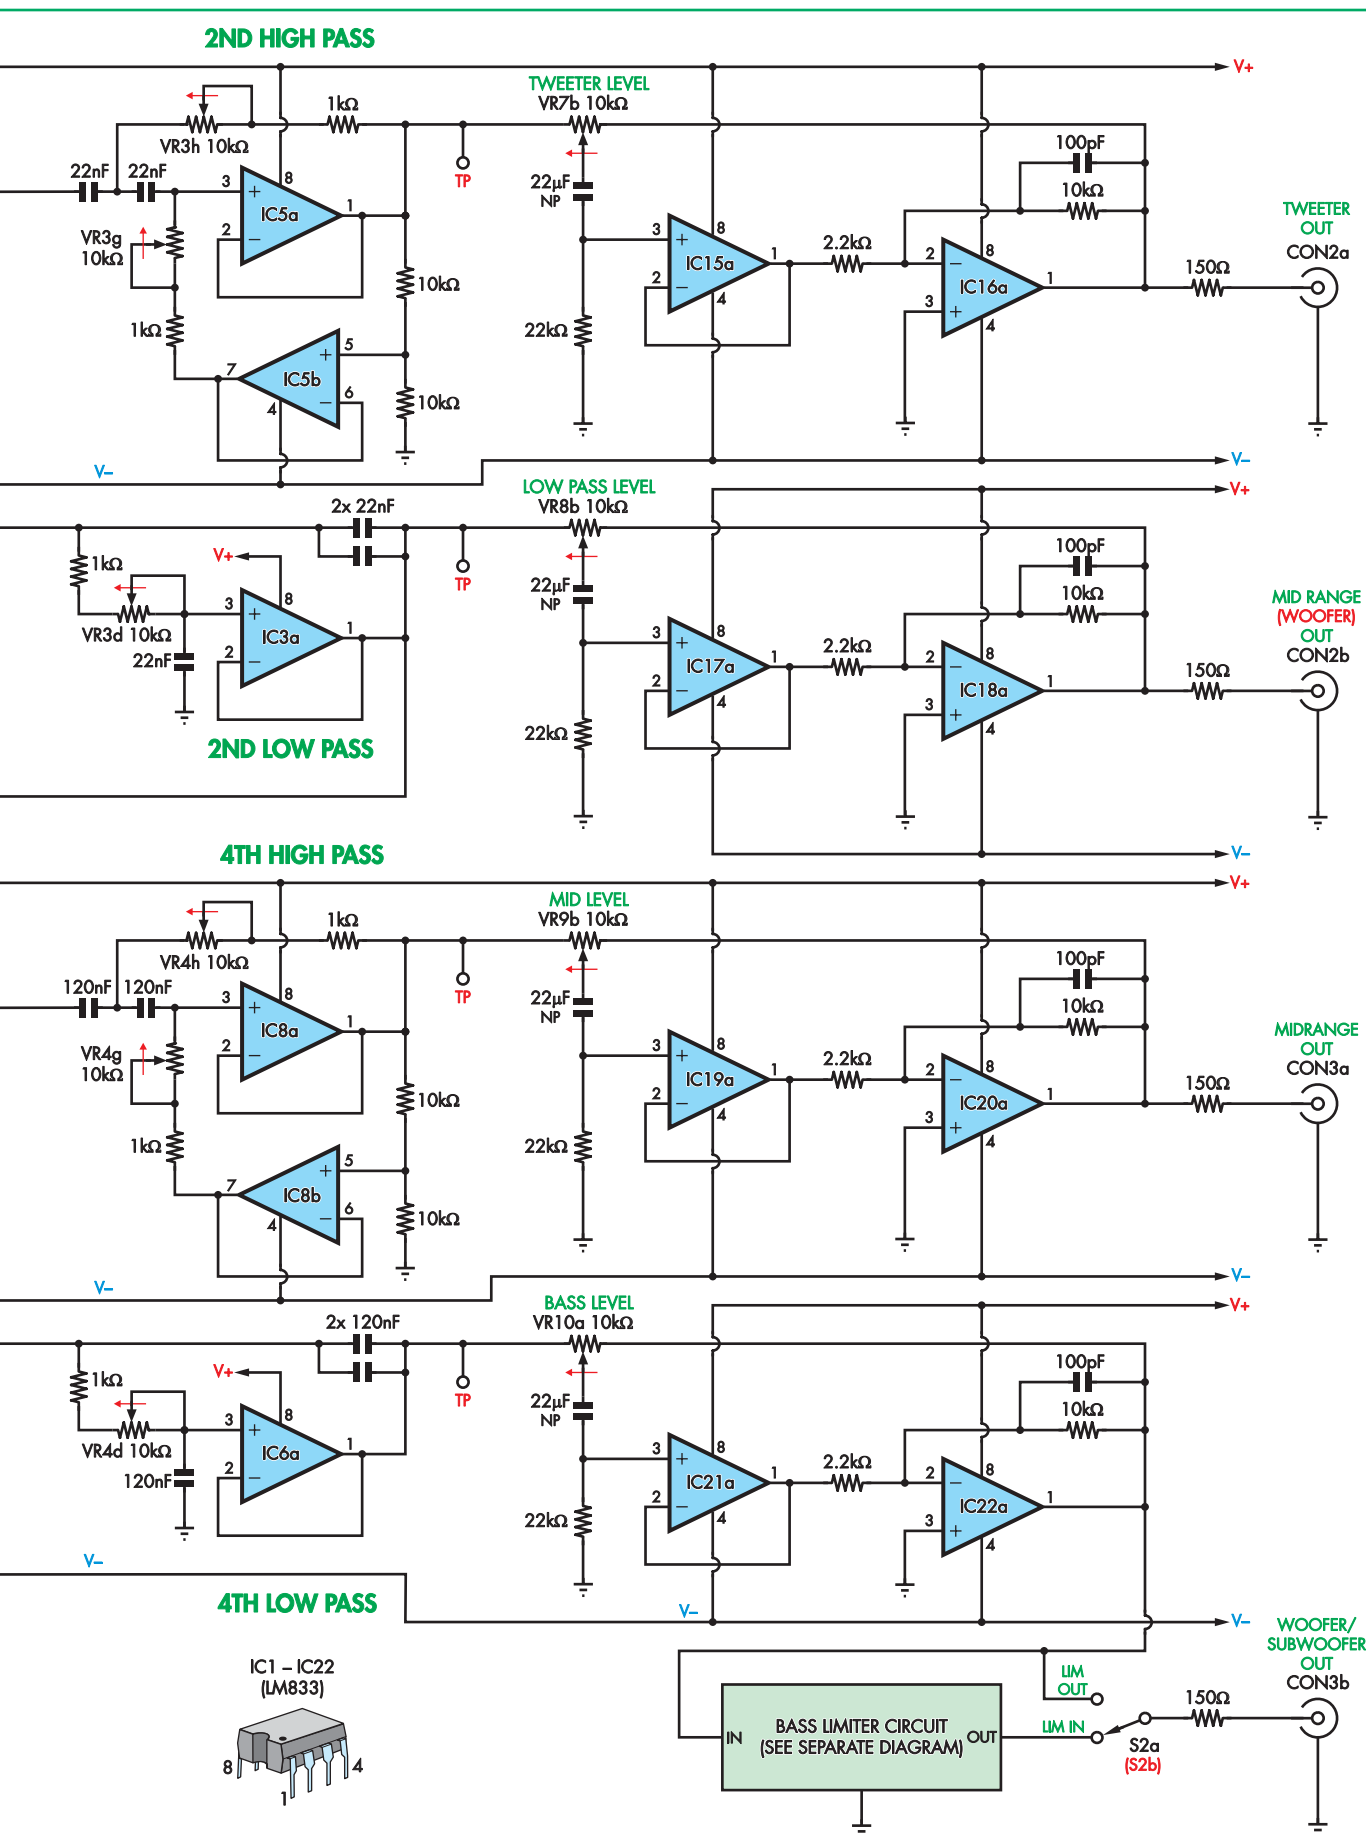 2ND HIGH PASS
V+
TWEETER LEVEL
VR7b 10kΩ
1kΩ
VR3h 10kΩ
100pF
22nF 22nF
TP
22µF
NP
10kΩ
3
8
+
IC5a
1
2
–
VR3g
10kΩ
TWEETER
OUT
CON2a
3
+
8
IC15a
1
2
–
4
2.2kΩ
2
–
8
IC16a
1
3
+
4
150Ω
10kΩ
1kΩ
22kΩ
7
+
5
IC5b
6
–
4
10kΩ
V–
V–
LOW PASS LEVEL
VR8b 10kΩ
V+
2x 22nF
V+
1kΩ
TP
100pF
22µF
NP
10kΩ
MID RANGE
(WOOFER)
OUT
CON2b
8
3
+
IC3a
1
2
–
VR3d 10kΩ
22nF
3
+
8
IC17a
1
2
–
4
2.2kΩ
2
–
8
IC18a
1
3
+
4
150Ω
22kΩ
2ND LOW PASS
V–
4TH HIGH PASS
V+
MID LEVEL
VR9b 10kΩ
1kΩ
VR4h 10kΩ
100pF
120nF 120nF
TP
22µF
NP
10kΩ
3
8
+
IC8a
1
2
–
VR4g
10kΩ
MIDRANGE
OUT
CON3a
3
+
8
IC19a
1
2
–
4
2.2kΩ
2
–
8
IC20a
1
3
+
4
150Ω
10kΩ
1kΩ
22kΩ
7
+
5
IC8b
6
–
4
10kΩ
V–
V–
BASS LEVEL
VR10a 10kΩ
V+
2x 120nF
V+
1kΩ
TP
100pF
22µF
NP
10kΩ
8
3
+
IC6a
1
2
–
VR4d 10kΩ
120nF
3
+
8
IC21a
1
2
–
4
2.2kΩ
2
–
8
IC22a
1
3
+
4
22kΩ
V–
4TH LOW PASS
V–
V–
WOOFER/
SUBWOOFER
OUT
CON3b
IC1 – IC22
(LM833)
8
4
1
LIM
OUT
150Ω
LIM IN
IN
BASS LIMITER CIRCUIT
(SEE SEPARATE DIAGRAM)
OUT
S2a
(S2b)